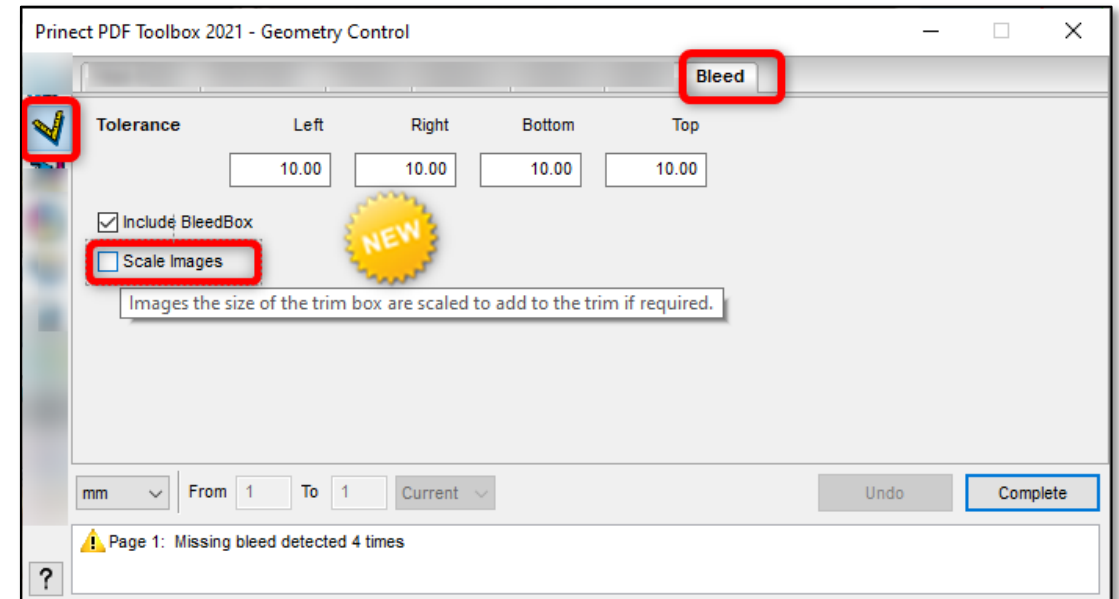 Prinect PDF Toolbox 2021 - Geometry Control
Bleed
Tolerance Left Right Bottom Top
10.00 10.00 10.00 10.00
Include BleedBox
NEW
Scale Images
Images the size of the trim box are scaled to add to the trim if required.
mm From 1 To 1 Current Undo Complete
Page 1: Missing bleed detected 4 times
?